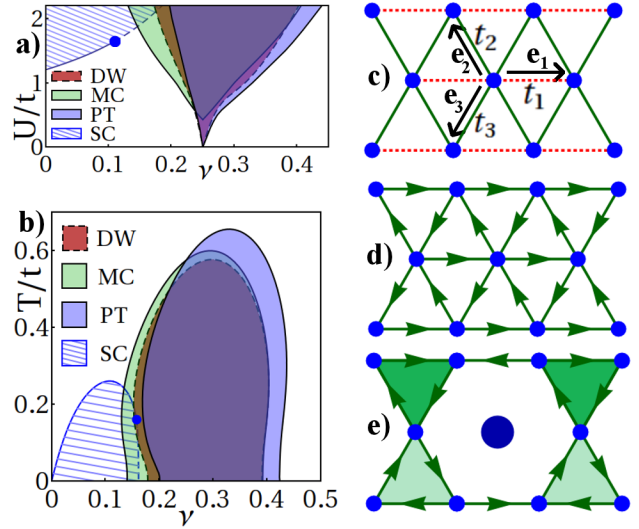 a)
U/t
2
1
0
DW
MC
PT
SC
0 0.1 0.2 0.3 0.4
ν
b)
T/t
0.6
0.4
0.2
0
DW
MC
PT
SC
0 0.1 0.2 0.3 0.4 0.5
ν
c)
t2
e2
e1
e3
t1
t3
d)
e)